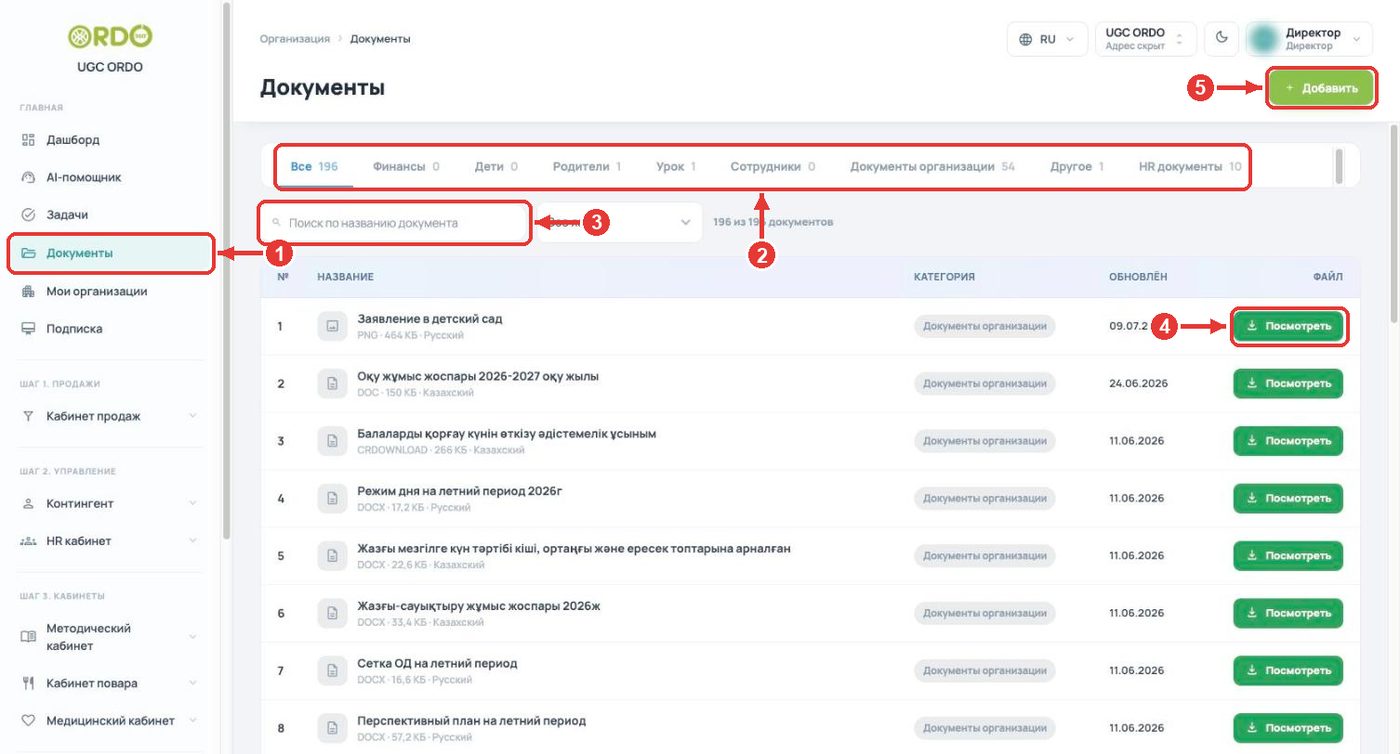 ORDO
UGC ORDO
ГЛАВНАЯ
Дашборд
AI-помощник
Задачи
Документы
1
Мои организации
Подписка
ШАГ 1. ПРОДАЖИ
Кабинет продаж
ШАГ 2. УПРАВЛЕНИЕ
Контингент
HR кабинет
ШАГ 3. КАБИНЕТЫ
Методический
кабинет
Кабинет повара
Медицинский кабинет
Организация > Документы
RU
UGC ORDO
Адрес скрыт
Директор
Директор
Документы
5
+ Добавить
Все 196 Финансы 0 Дети 0 Родители 1 Урок 1 Сотрудники 0 Документы организации 54 Другое 1 HR документы 10
Поиск по названию документа
3
196 из документов
2
№ НАЗВАНИЕ КАТЕГОРИЯ ОБНОВЛЁН ФАЙЛ
1 Заявление в детский сад Документы организации 09.07.2 4 Посмотреть
PNG · 464 КБ · Русский
2 Оқу жұмыс жоспары 2026-2027 оқу жылы Документы организации 24.06.2026 Посмотреть
DOC · 150 КБ · Казахский
3 Балаларды қорғау күнін өткізу әдістемелік ұсыным Документы организации 11.06.2026 Посмотреть
CRDOWNLOAD · 266 КБ · Казахский
4 Режим дня на летний период 2026г Документы организации 11.06.2026 Посмотреть
DOCX · 17,2 КБ · Русский
5 Жазғы мезгілге күн тәртібі кіші, ортаңғы және ересек топтарына арналған Документы организации 11.06.2026 Посмотреть
DOCX · 22,6 КБ · Казахский
6 Жазғы-сауықтыру жұмыс жоспары 2026ж Документы организации 11.06.2026 Посмотреть
DOCX · 33,4 КБ · Казахский
7 Сетка ОД на летний период Документы организации 11.06.2026 Посмотреть
DOCX · 16,6 КБ · Русский
8 Перспективный план на летний период Документы организации 11.06.2026 Посмотреть
DOCX · 57,2 КБ · Русский